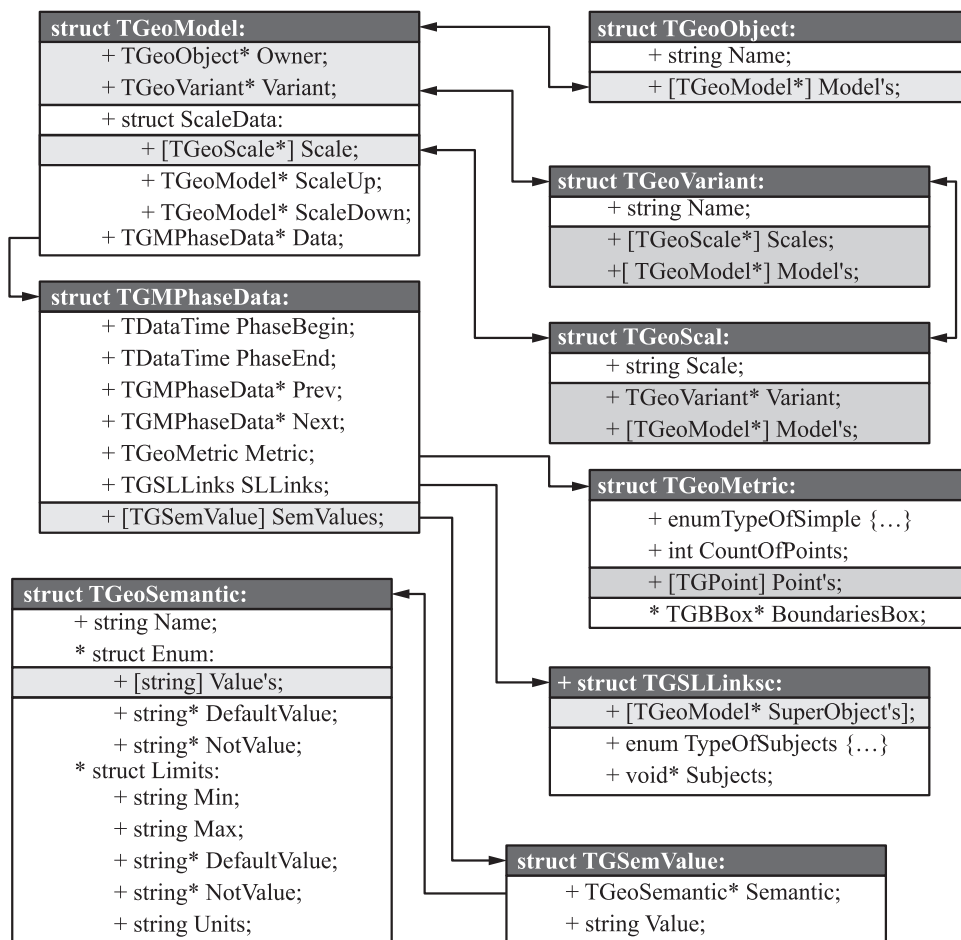 struct TGeoModel:
+ TGeoObject* Owner;
+ TGeoVariant* Variant;
+ struct ScaleData:
+ [TGeoScale*] Scale;
+ TGeoModel* ScaleUp;
+ TGeoModel* ScaleDown;
+ TGMPhaseData* Data;
struct TGeoObject:
+ string Name;
+ [TGeoModel*] Model's;
struct TGeoVariant:
+ string Name;
+ [TGeoScale*] Scales;
+[ TGeoModel*] Model's;
struct TGMPhaseData:
+ TDataTime PhaseBegin;
+ TDataTime PhaseEnd;
+ TGMPhaseData* Prev;
+ TGMPhaseData* Next;
+ TGeoMetric Metric;
+ TGSLLinks SLLinks;
+ [TGSemValue] SemValues;
struct TGeoScal:
+ string Scale;
+ TGeoVariant* Variant;
+ [TGeoModel*] Model's;
struct TGeoMetric:
+ enumTypeOfSimple {…}
+ int CountOfPoints;
+ [TGPoint] Point's;
* TGBBox* BoundariesBox;
struct TGeoSemantic:
+ string Name;
* struct Enum:
+ [string] Value's;
+ string* DefaultValue;
+ string* NotValue;
* struct Limits:
+ string Min;
+ string Max;
+ string* DefaultValue;
+ string* NotValue;
+ string Units;
+ struct TGSLLinksc:
+ [TGeoModel* SuperObject's];
+ enum TypeOfSubjects {…}
+ void* Subjects;
struct TGSemValue:
+ TGeoSemantic* Semantic;
+ string Value;